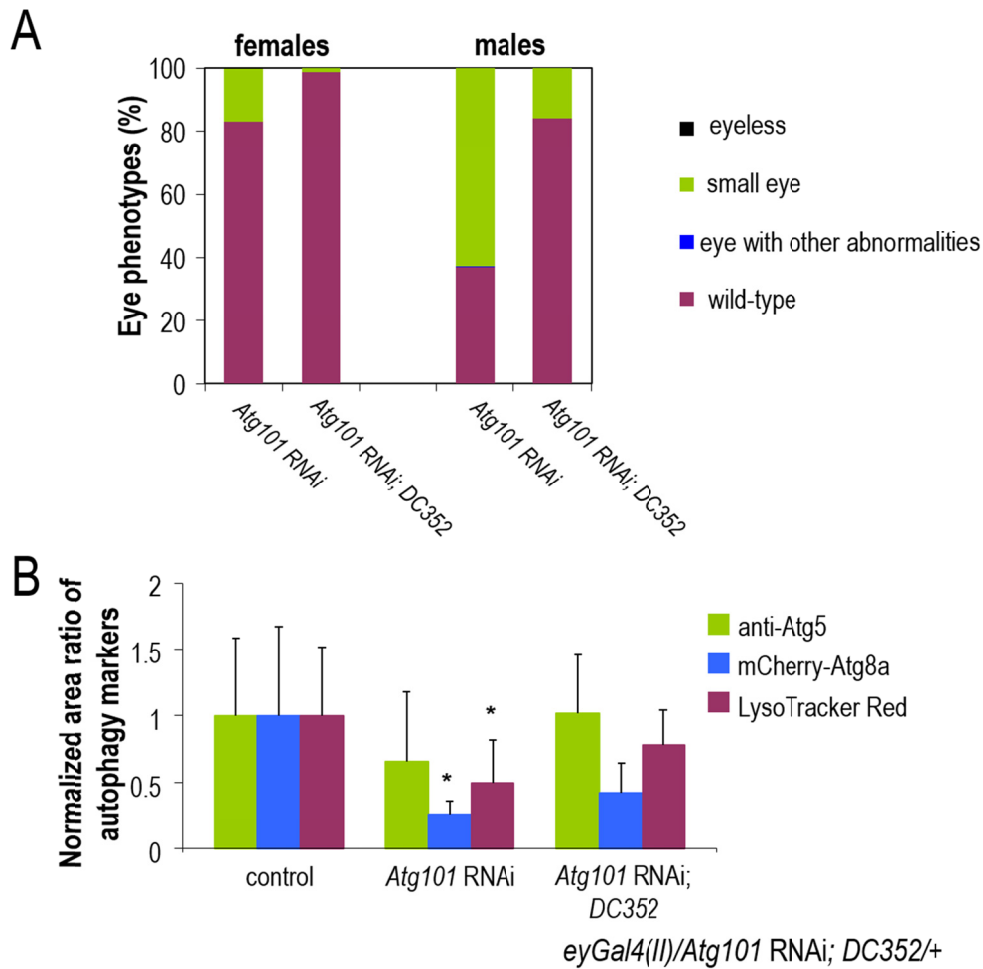 A
females
males
Eye phenotypes (%)
100
80
60
40
20
0
Atg101 RNAi
Atg101 RNAi; DC352
Atg101 RNAi
Atg101 RNAi; DC352
eyeless
small eye
eye with other abnormalities
wild-type
B
Normalized area ratio of
autophagy markers
2
1.5
1
0.5
0
*
*
control
Atg101 RNAi
Atg101 RNAi;
DC352
anti-Atg5
mCherry-Atg8a
LysoTracker Red
eyGal4(II)/Atg101 RNAi; DC352/+